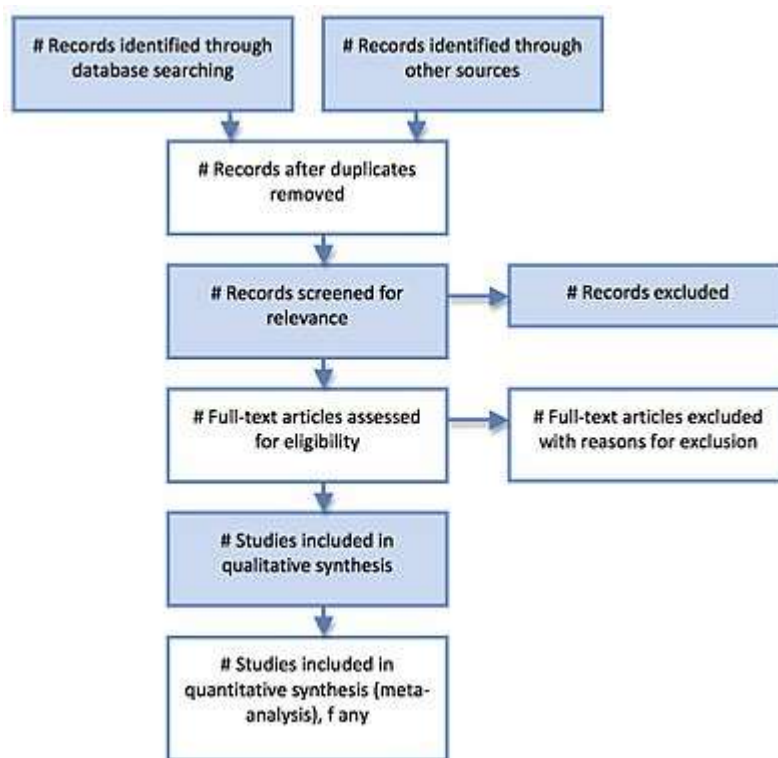 # Records identified through
database searching
# Records identified through
other sources
# Records after duplicates
removed
# Records screened for
relevance
# Records excluded
# Full-text articles assessed
for eligibility
# Full-text articles excluded
with reasons for exclusion
# Studies included in
qualitative synthesis
# Studies included in
quantitative synthesis (meta-
analysis), f any